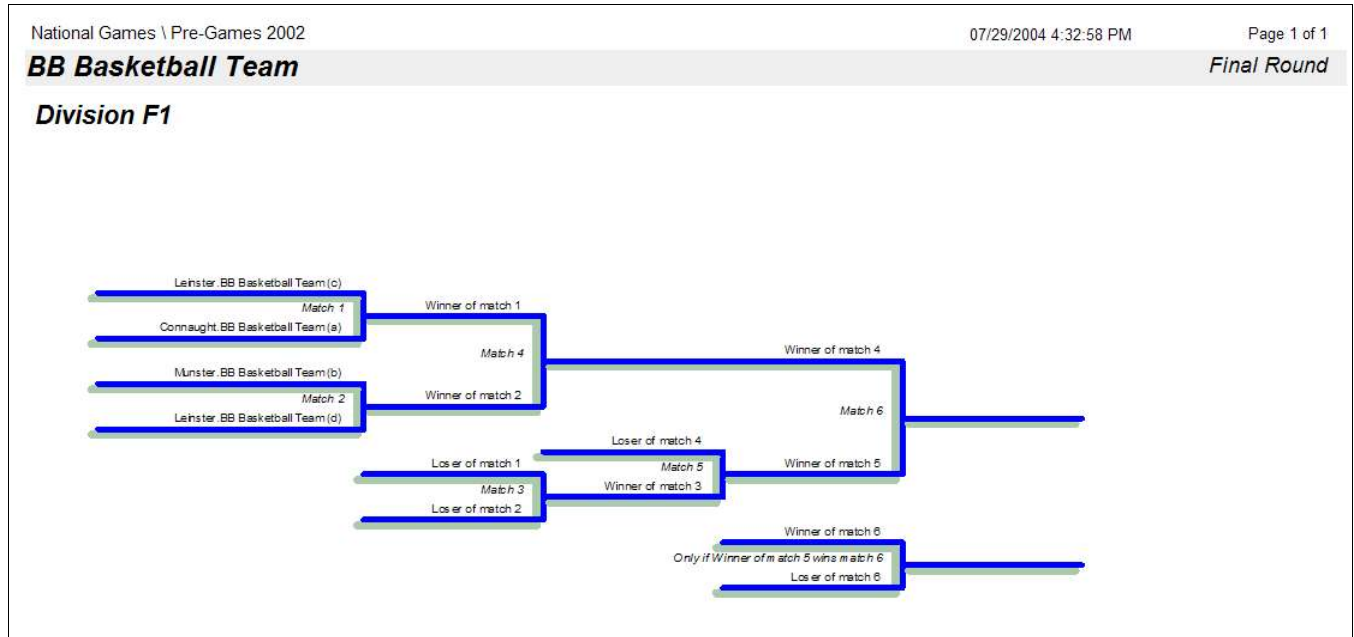 National Games \ Pre-Games 2002 07/29/2004 4:32:58 PM Page 1 of 1
BB Basketball Team Final Round
Division F1
Leinster.BB Basketball Team (c)
Match 1
Connaught.BB Basketball Team (a)
Winner of match 1
Match 4
Munster.BB Basketball Team (b)
Match 2
Leinster.BB Basketball Team (d)
Winner of match 2
Winner of match 4
Match 6
Loser of match 4
Match 5
Winner of match 3
Winner of match 5
Loser of match 1
Match 3
Loser of match 2
Winner of match 6
Only if Winner of match 5 wins match 6
Loser of match 6